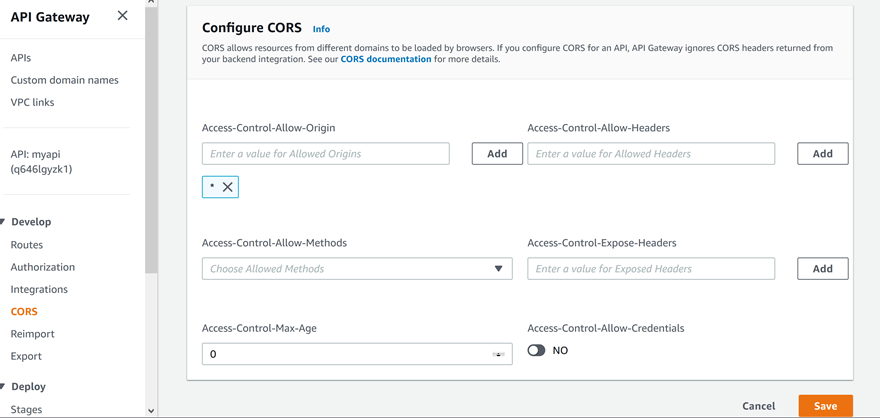 API Gateway
APIs
Custom domain names
VPC links
API: myapi
(q646lgyzk1)
Develop
Routes
Authorization
Integrations
CORS
Reimport
Export
Deploy
Stages
Configure CORS Info
CORS allows resources from different domains to be loaded by browsers. If you configure CORS for an API, API Gateway ignores CORS headers returned from
your backend integration. See our CORS documentation for more details.
Access-Control-Allow-Origin
Enter a value for Allowed Origins
Add
*
Access-Control-Allow-Headers
Enter a value for Allowed Headers
Add
Access-Control-Allow-Methods
Choose Allowed Methods
Access-Control-Expose-Headers
Enter a value for Exposed Headers
Add
Access-Control-Max-Age
0
Access-Control-Allow-Credentials
NO
Cancel
Save